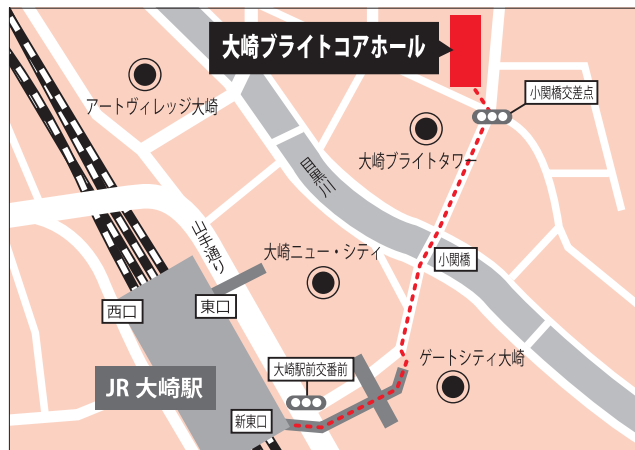 大崎ブライトコアホール
アートヴィレッジ大崎
小関橋交差点
大崎ブライトタワー
目黒川
山手通り
大崎ニュー・シティ
小関橋
西口
東口
大崎駅前交番前
ゲートシティ大崎
JR 大崎駅
新東口